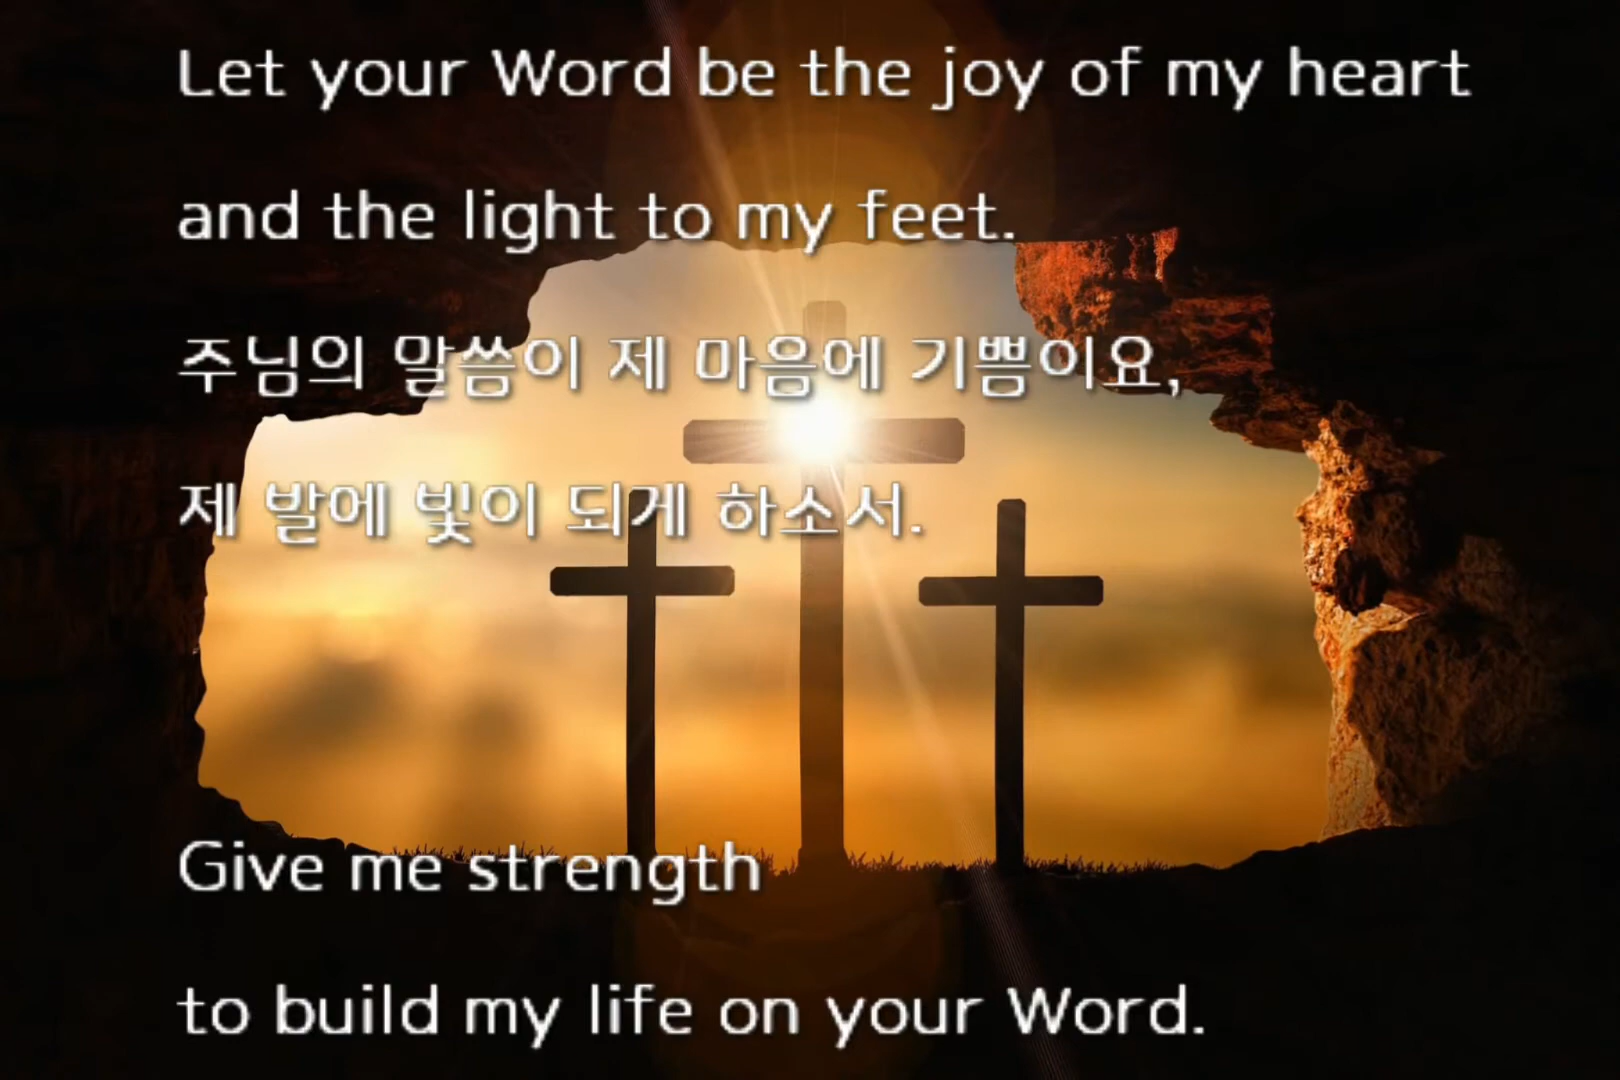 Let your Word be the joy of my heart
and the light to my feet.
주님의 말씀이 제 마음에 기쁨이요,
제 발에 빛이 되게 하소서.
Give me strength
to build my life on your Word.